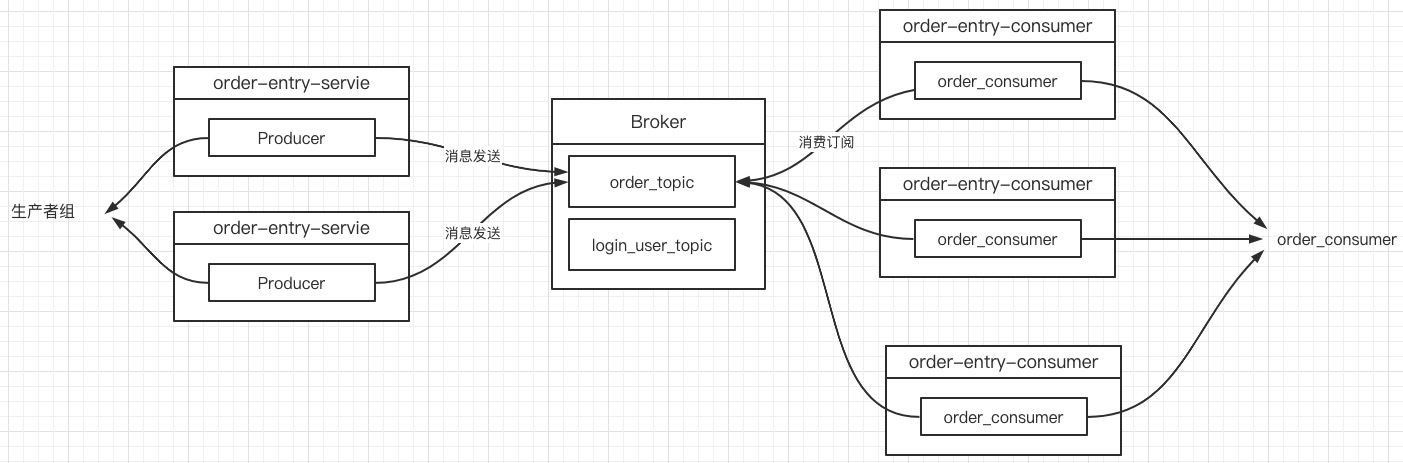 生产者组
order-entry-servie
Producer
order-entry-servie
Producer
消息发送
消息发送
Broker
order_topic
login_user_topic
消费订阅
order-entry-consumer
order_consumer
order-entry-consumer
order_consumer
order-entry-consumer
order_consumer
order_consumer